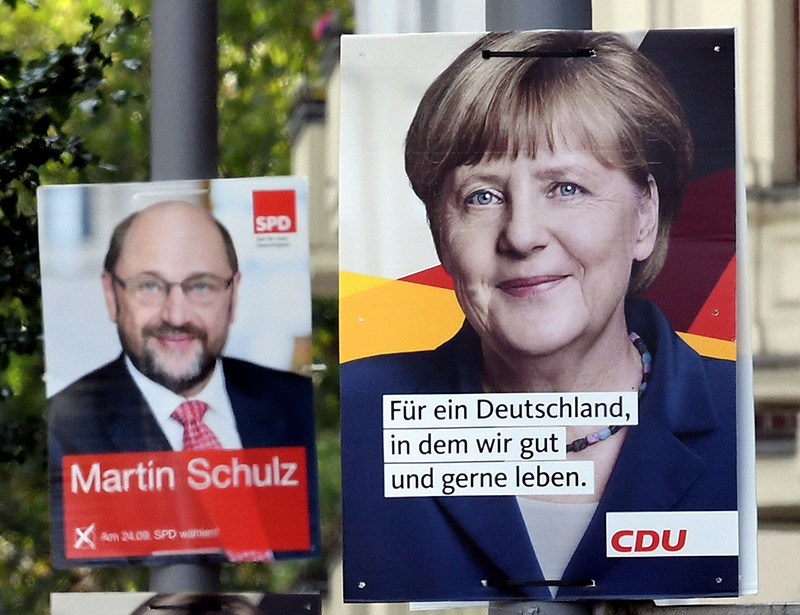 SPD
Martin Schulz
Am 24.09. SPD wählen!
Für ein Deutschland,
in dem wir gut
und gerne leben.
CDU